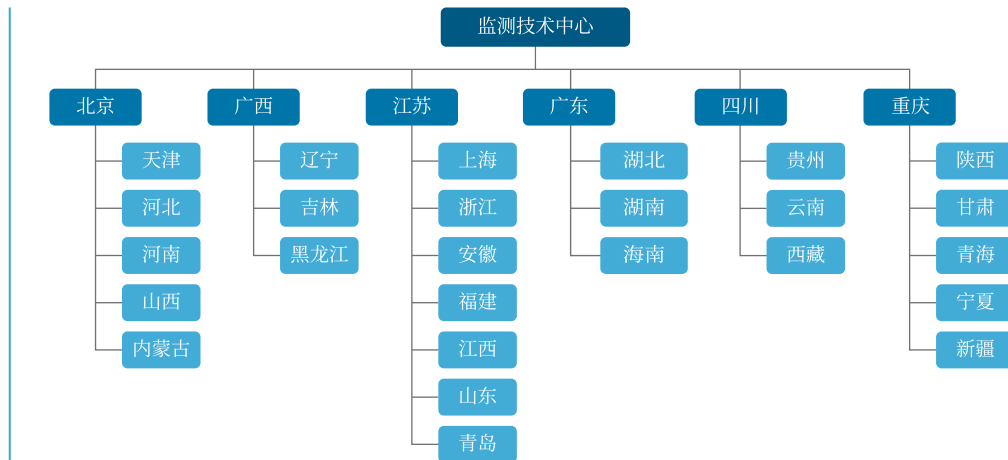 监测技术中心
北京
广西
江苏
广东
四川
重庆
天津
河北
河南
山西
内蒙古
辽宁
吉林
黑龙江
上海
浙江
安徽
福建
江西
山东
青岛
湖北
湖南
海南
贵州
云南
西藏
陕西
甘肃
青海
宁夏
新疆